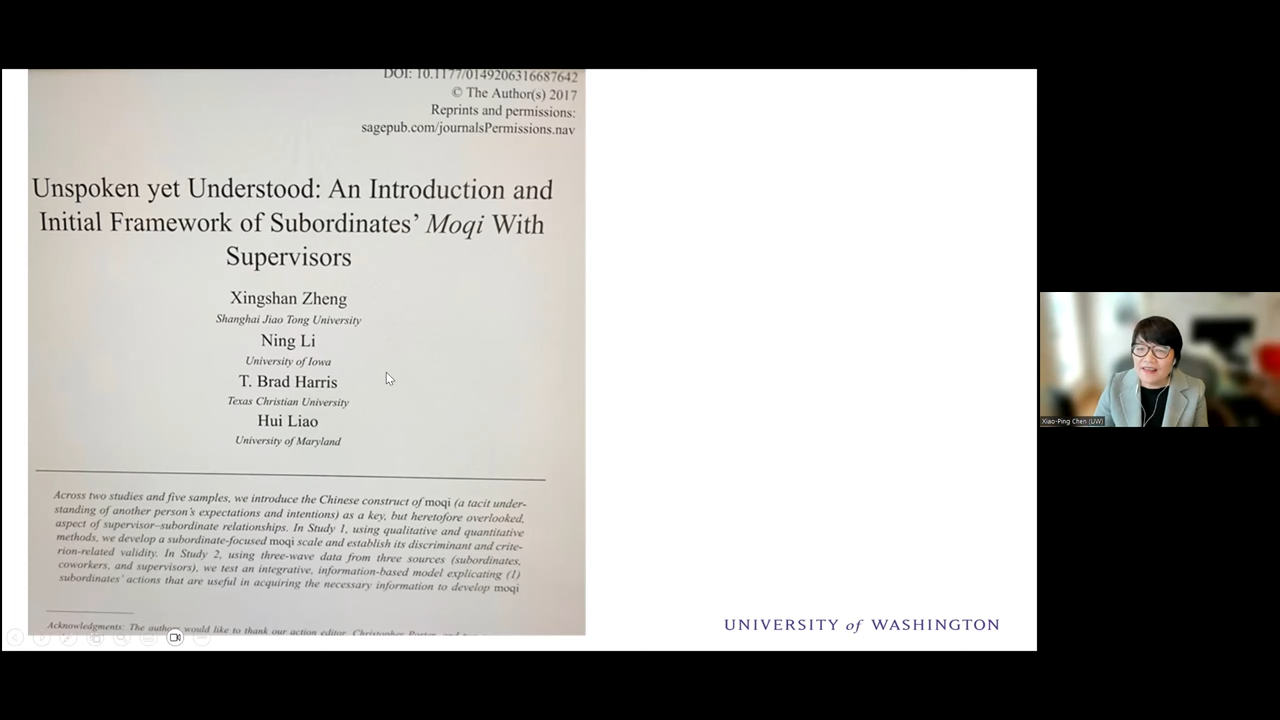 DOI: 10.1177/0149206316687642
© The Author(s) 2017
Reprints and permissions:
sagepub.com/journalsPermissions.nav
Unspoken yet Understood: An Introduction and
Initial Framework of Subordinates’ Moqi With
Supervisors
Xingshan Zheng
Shanghai Jiao Tong University
Ning Li
University of Iowa
T. Brad Harris
Texas Christian University
Hui Liao
University of Maryland
Across two studies and five samples, we introduce the Chinese construct of moqi (a tacit under-
standing of another person’s expectations and intentions) as a key, but heretofore overlooked,
aspect of supervisor–subordinate relationships. In Study 1, using qualitative and quantitative
methods, we develop a subordinate-focused moqi scale and establish its discriminant and crite-
rion-related validity. In Study 2, using three-wave data from three sources (subordinates,
coworkers, and supervisors), we test an integrative, information-based model explicating (1)
subordinates’ actions that are useful in acquiring the necessary information to develop moqi
Acknowledgments: The authors would like to thank our action editor, Christopher Porter, and
UNIVERSITY of WASHINGTON
Xiao-Ping Chen (UW)